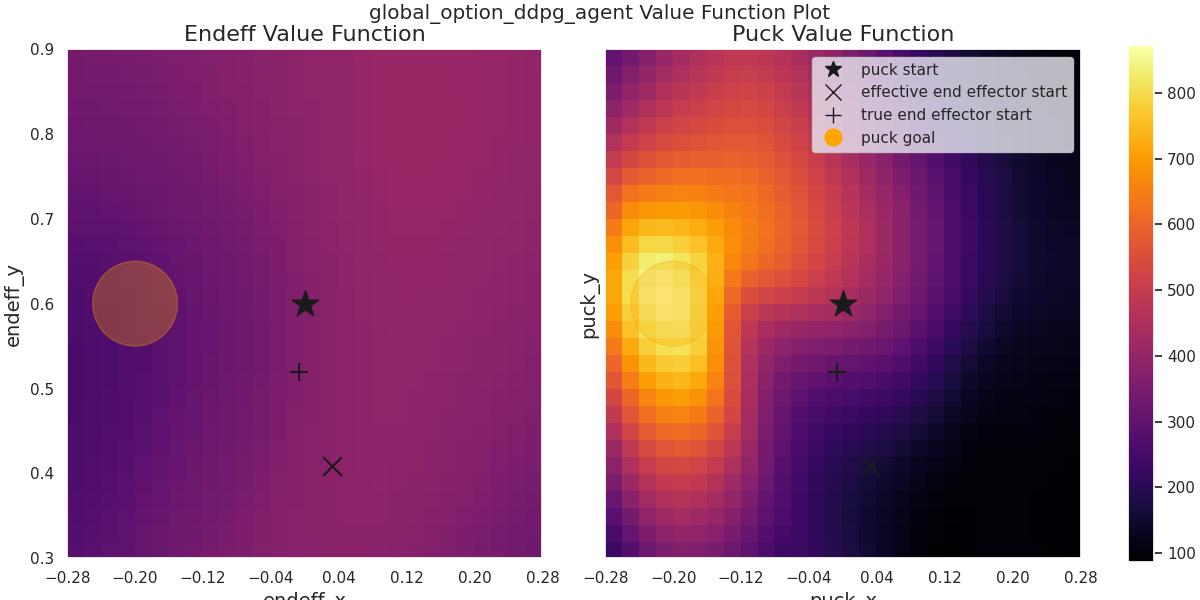 global_option_ddpg_agent Value Function Plot
Endeff Value Function
Puck Value Function
0.9
0.8
0.7
0.6
0.5
0.4
0.3
endeff_y
−0.28 −0.20 −0.12 −0.04 0.04 0.12 0.20 0.28
endeff_x
puck_y
puck start
effective end effector start
true end effector start
puck goal
−0.28 −0.20 −0.12 −0.04 0.04 0.12 0.20 0.28
puck_x
800
700
600
500
400
300
200
100